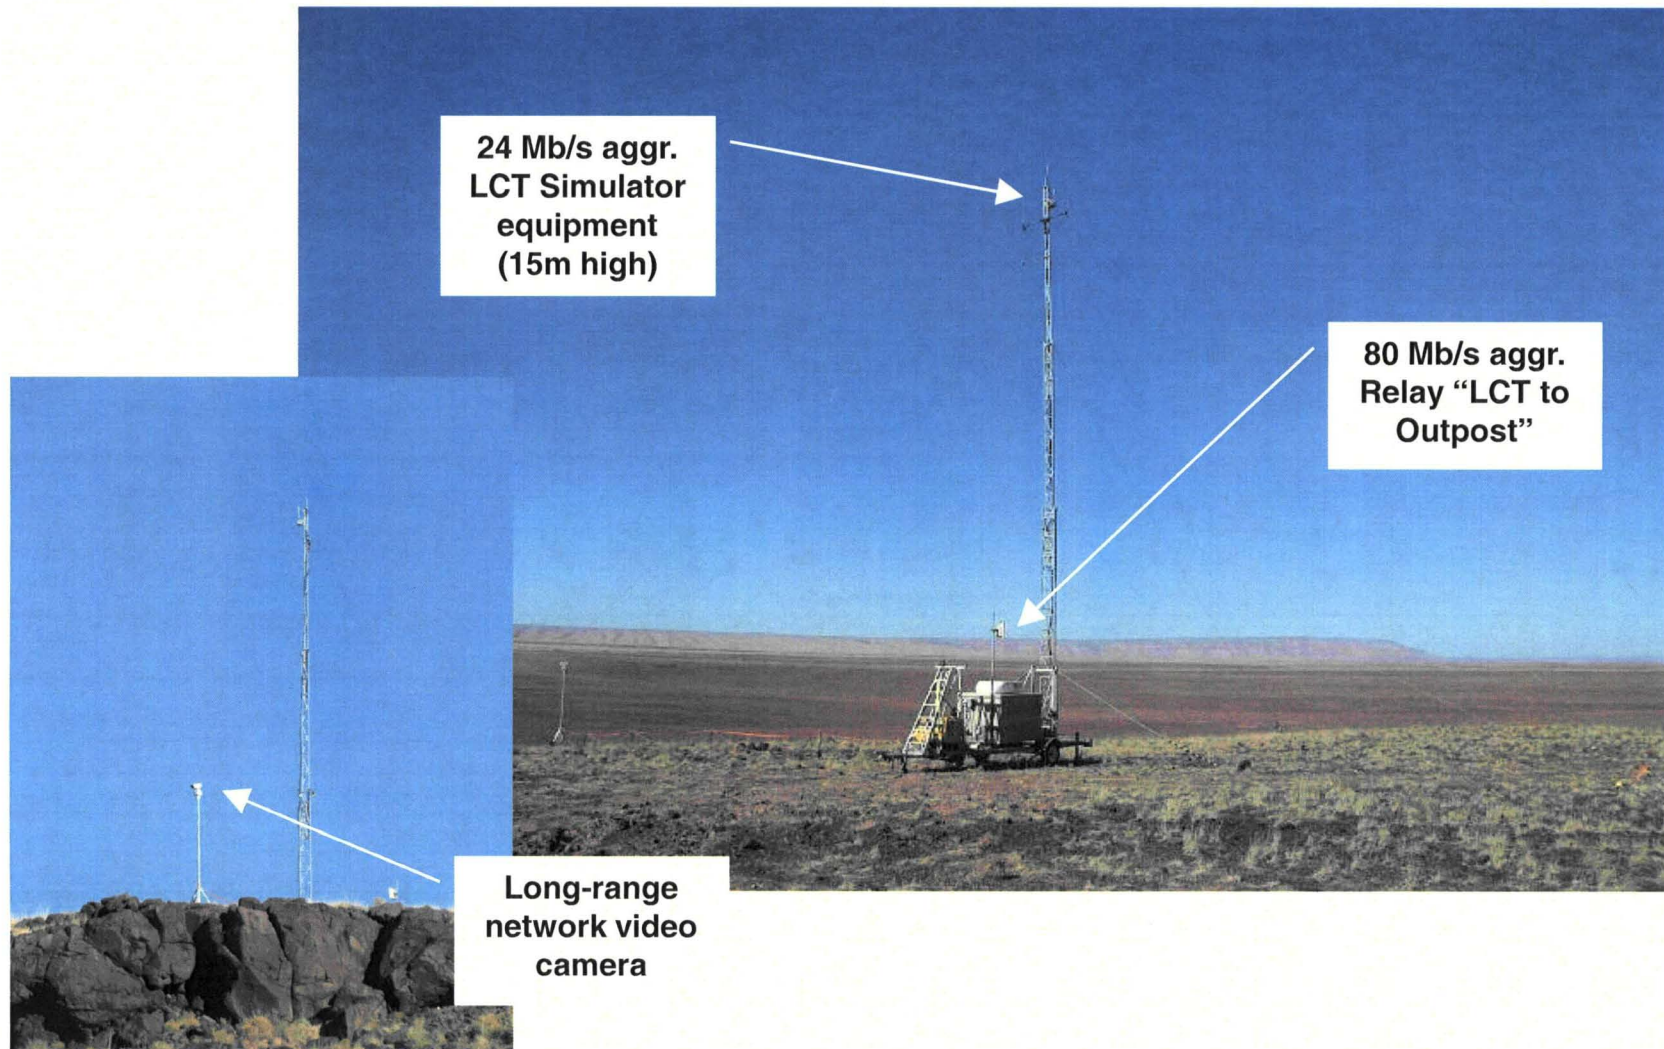 24 Mb/s aggr.
LCT Simulator
equipment
(15m high)
80 Mb/s aggr.
Relay “LCT to
Outpost”
Long-range
network video
camera